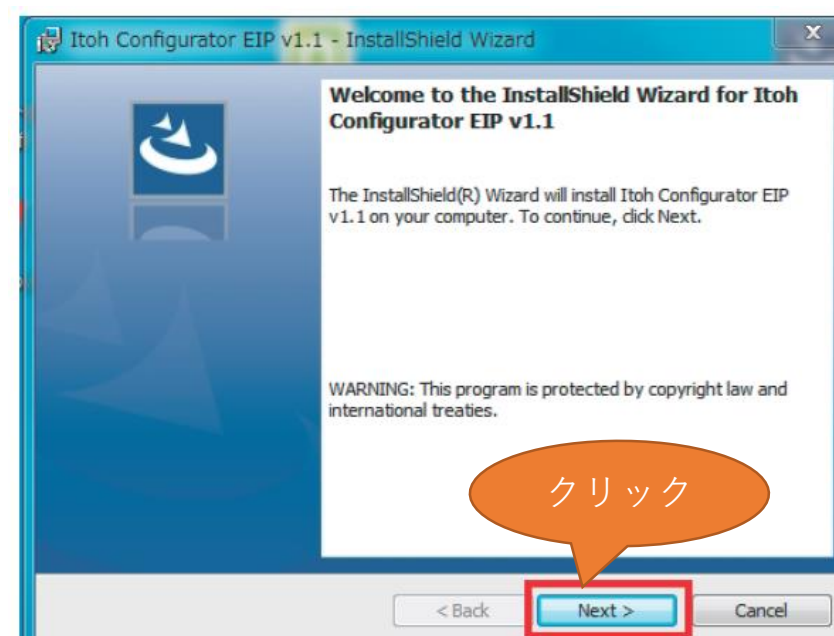 Itoh Configurator EIP v1.1 - InstallShield Wizard
Welcome to the InstallShield Wizard for Itoh
Configurator EIP v1.1
The InstallShield(R) Wizard will install Itoh Configurator EIP
v1.1 on your computer. To continue, click Next.
WARNING: This program is protected by copyright law and
international treaties.
クリック
< Back
Next >
Cancel